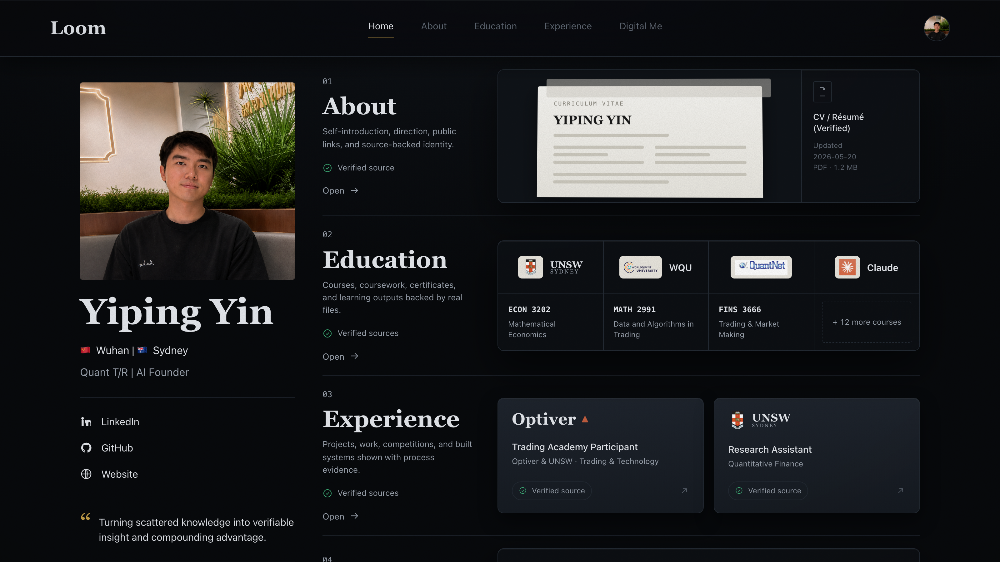 Loom
Home
About
Education
Experience
Digital Me
Yiping Yin
🇨🇳 Wuhan | 🇦🇺 Sydney
Quant T/R | AI Founder
LinkedIn
GitHub
Website
“
Turning scattered knowledge into verifiable
insight and compounding advantage.
01
About
Self-introduction, direction, public
links, and source-backed identity.
Verified source
Open →
CURRICULUM VITAE
YIPING YIN
CV / Résumé
(Verified)
Updated
2026-05-20
PDF · 1.2 MB
02
Education
Courses, coursework, certificates,
and learning outputs backed by real
files.
Verified sources
Open →
UNSW
SYDNEY
WORLDQUANT
UNIVERSITY
WQU
QuantNet
Claude
ECON 3202
Mathematical
Economics
MATH 2991
Data and Algorithms in
Trading
FINS 3666
Trading & Market
Making
+ 12 more courses
03
Experience
Projects, work, competitions, and built
systems shown with process
evidence.
Verified sources
Open →
Optiver
Trading Academy Participant
Optiver & UNSW · Trading & Technology
Verified source
UNSW
SYDNEY
Research Assistant
Quantitative Finance
Verified source
04